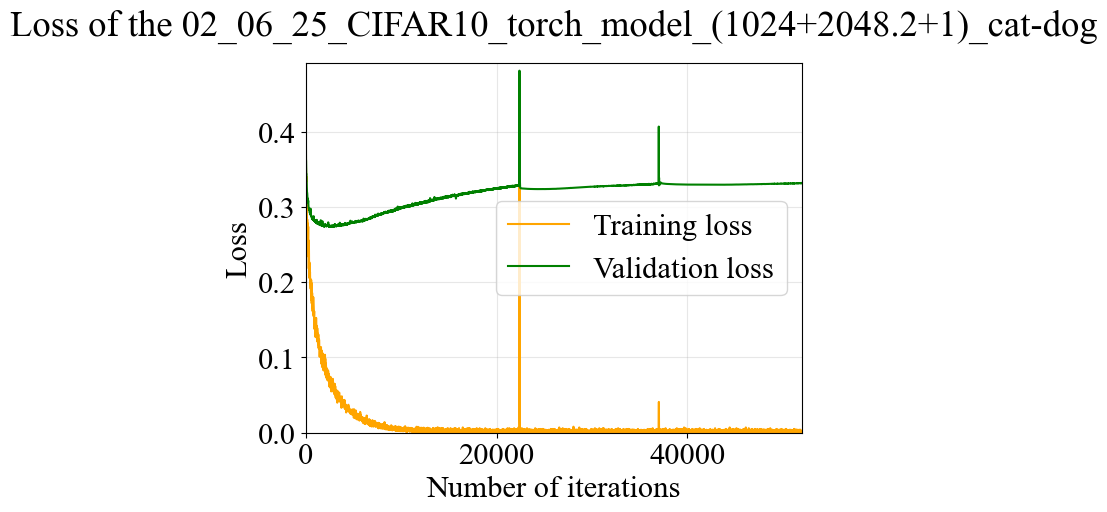 Loss of the 02_06_25_CIFAR10_torch_model_(1024+2048.2+1)_cat-dog
0.4
0.3
0.2
0.1
0.0
Loss
Training loss
Validation loss
0 20000 40000
Number of iterations